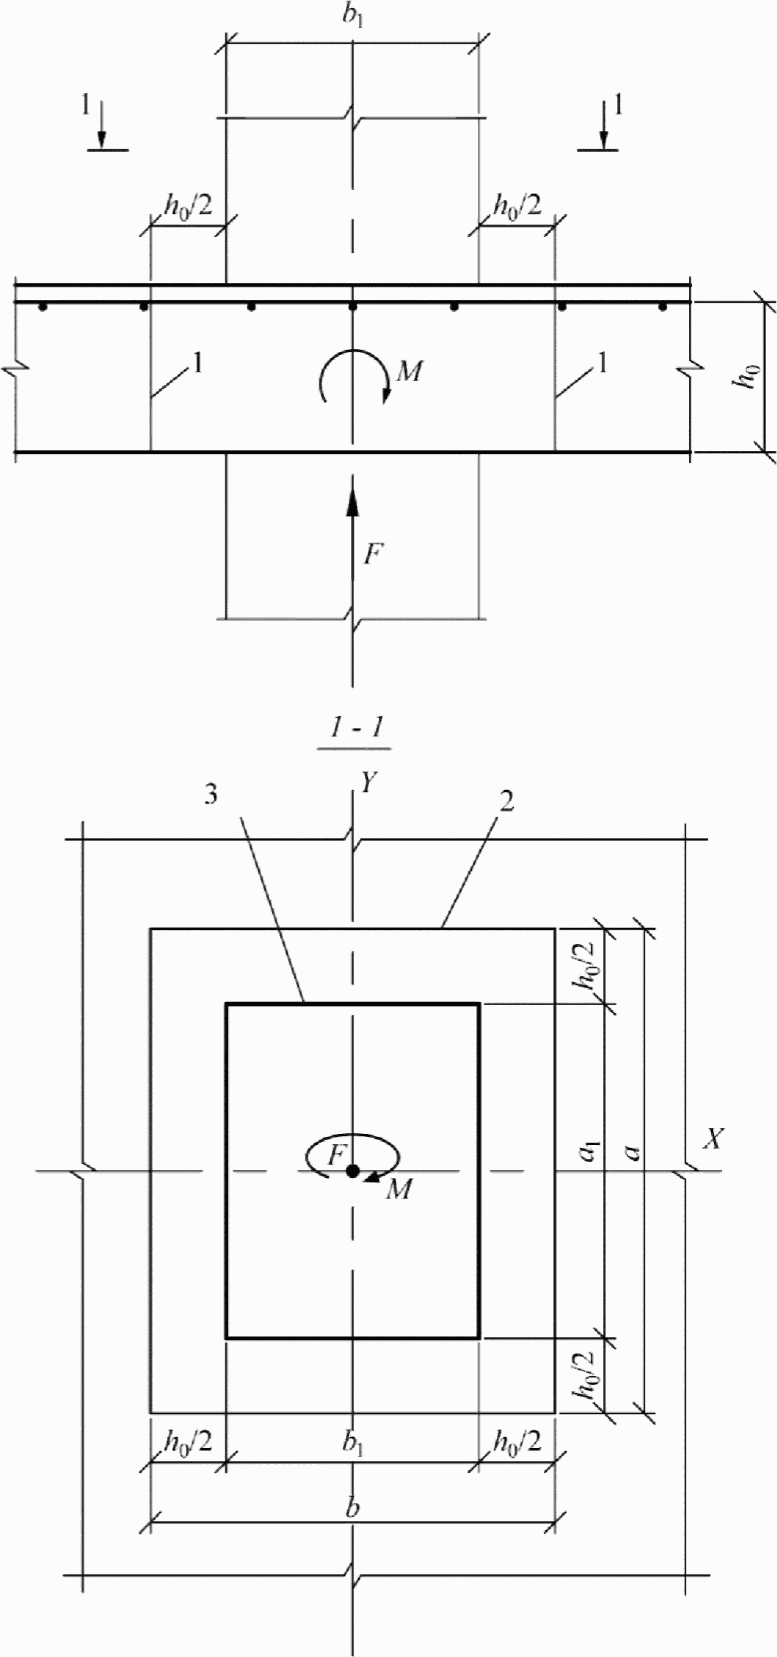 b₁
1 1
h₀/2 h₀/2
1 M 1 h₀
F
1 - 1
Y
3 2
h₀/2
X
F a₁ a
M
h₀/2
h₀/2 b₁ h₀/2
b